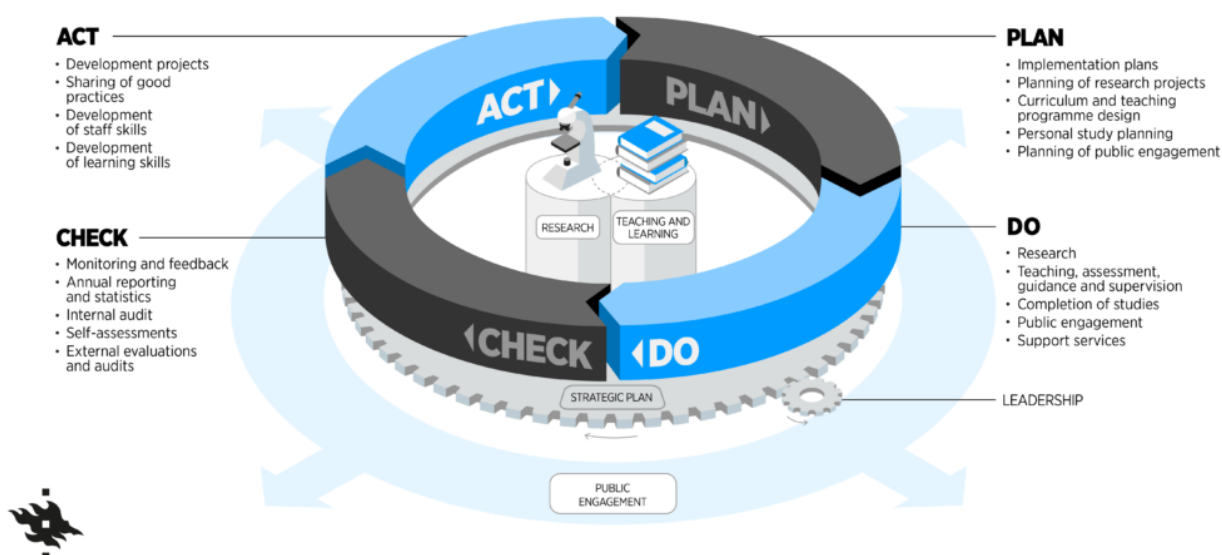 ACT
• Development projects
• Sharing of good
practices
• Development
of staff skills
• Development
of learning skills
CHECK
• Monitoring and feedback
• Annual reporting
and statistics
• Internal audit
• Self-assessments
• External evaluations
and audits
ACT
PLAN
RESEARCH
TEACHING AND
LEARNING
CHECK
DO
STRATEGIC PLAN
PUBLIC
ENGAGEMENT
PLAN
• Implementation plans
• Planning of research projects
• Curriculum and teaching
programme design
• Personal study planning
• Planning of public engagement
DO
• Research
• Teaching, assessment,
guidance and supervision
• Completion of studies
• Public engagement
• Support services
LEADERSHIP